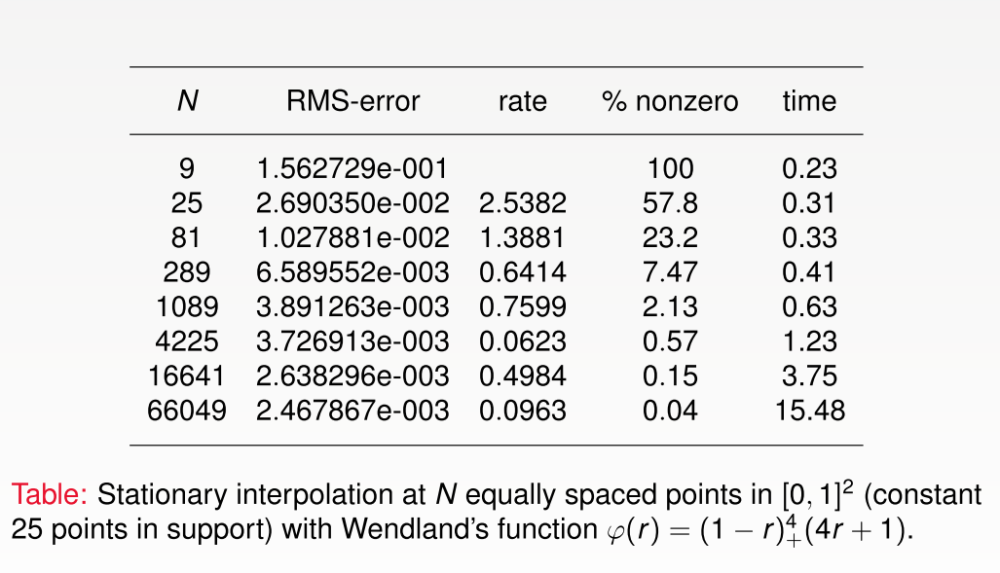 N RMS-error rate % nonzero time
9 1.562729e-001 100 0.23
25 2.690350e-002 2.5382 57.8 0.31
81 1.027881e-002 1.3881 23.2 0.33
289 6.589552e-003 0.6414 7.47 0.41
1089 3.891263e-003 0.7599 2.13 0.63
4225 3.726913e-003 0.0623 0.57 1.23
16641 2.638296e-003 0.4984 0.15 3.75
66049 2.467867e-003 0.0963 0.04 15.48
Table: Stationary interpolation at N equally spaced points in [0, 1]² (constant
25 points in support) with Wendland's function φ(r) = (1 − r)⁴₊(4r + 1).